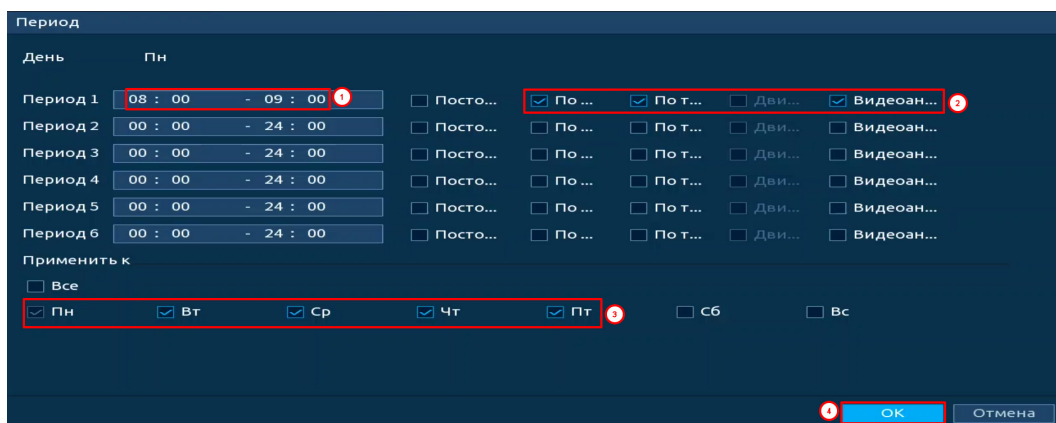 Период
День Пн
Период 1 08 : 00 - 09 : 00 1 Посто... По ... По т... Дви... Видеоан... 2
Период 2 00 : 00 - 24 : 00 Посто... По ... По т... Дви... Видеоан...
Период 3 00 : 00 - 24 : 00 Посто... По ... По т... Дви... Видеоан...
Период 4 00 : 00 - 24 : 00 Посто... По ... По т... Дви... Видеоан...
Период 5 00 : 00 - 24 : 00 Посто... По ... По т... Дви... Видеоан...
Период 6 00 : 00 - 24 : 00 Посто... По ... По т... Дви... Видеоан...
Применить к
Все
Пн Вт Ср Чт Пт 3 Сб Вс
4 OK Отмена